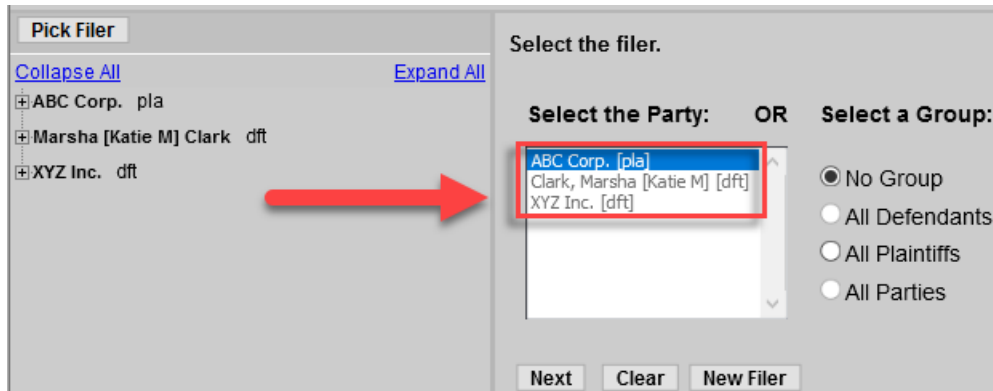 Pick Filer
Collapse All Expand All
ABC Corp. pla
Marsha [Katie M] Clark dft
XYZ Inc. dft
Select the filer.
Select the Party: OR Select a Group:
ABC Corp. [pla]
Clark, Marsha [Katie M] [dft]
XYZ Inc. [dft]
No Group
All Defendants
All Plaintiffs
All Parties
Next Clear New Filer